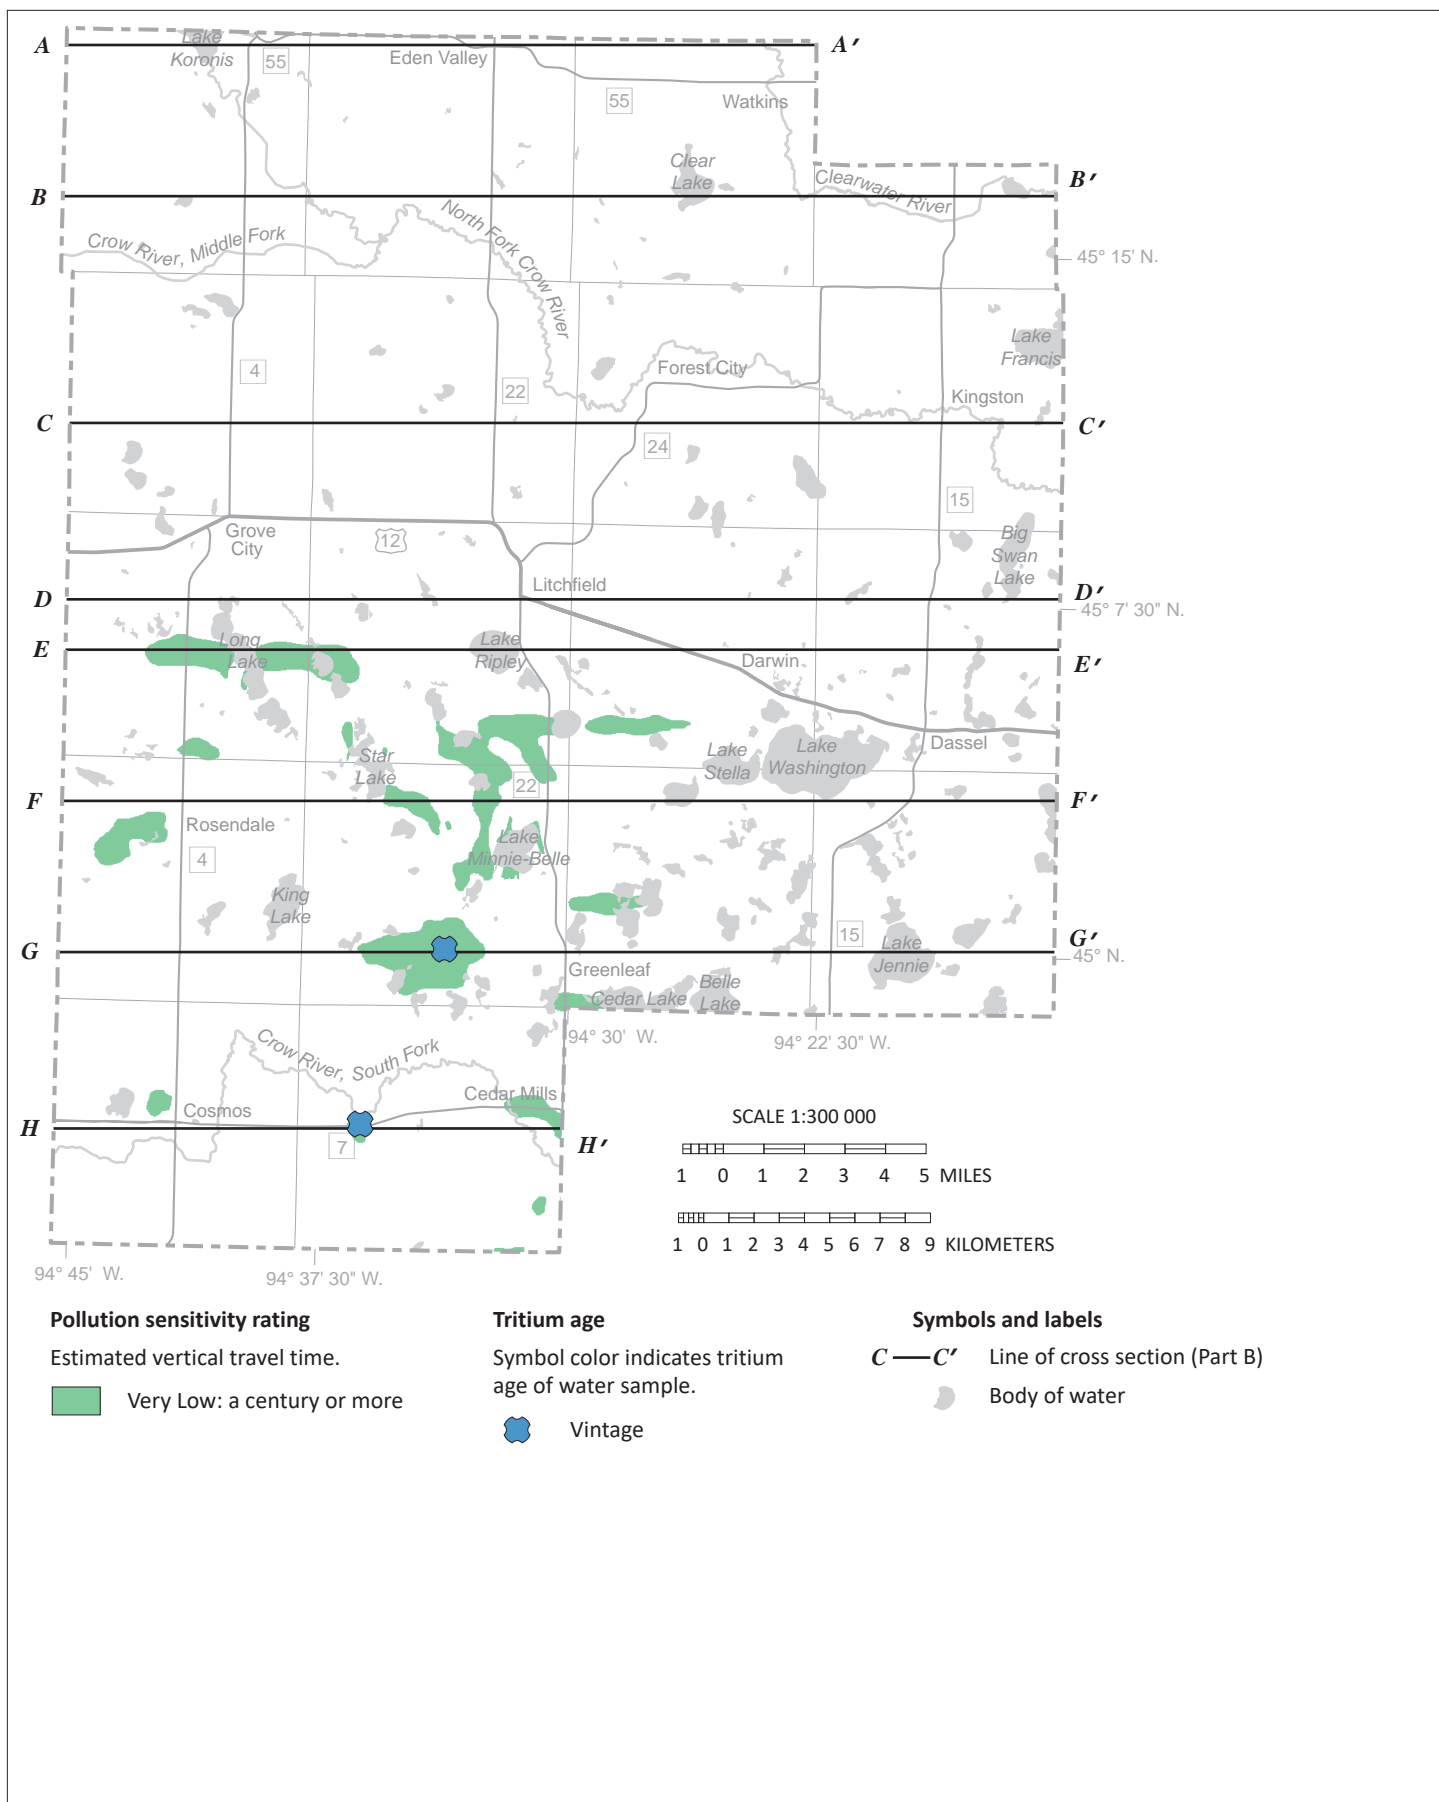 A
A′
Lake
Koronis
55
Eden Valley
55
Watkins
Clear
Lake
Clearwater River
B
B′
North Fork Crow River
Crow River, Middle Fork
45° 15' N.
Lake
Francis
4
22
Forest City
Kingston
C
C′
24
15
Grove
City
12
Big
Swan
Lake
Litchfield
D
D′
45° 7' 30" N.
E
E′
Long
Lake
Lake
Ripley
Darwin
Star
Lake
22
Lake
Stella
Lake
Washington
Dassel
F
F′
Rosendale
4
Lake
Minnie-Belle
King
Lake
15
Lake
Jennie
G
G′
45° N.
Greenleaf
Cedar Lake
Belle
Lake
94° 30' W.
94° 22' 30" W.
Crow River, South Fork
Cedar Mills
Cosmos
H
H′
7
SCALE 1:300 000
1 0 1 2 3 4 5 MILES
1 0 1 2 3 4 5 6 7 8 9 KILOMETERS
94° 45' W.
94° 37' 30" W.
Pollution sensitivity rating
Estimated vertical travel time.
Very Low: a century or more
Tritium age
Symbol color indicates tritium
age of water sample.
Vintage
Symbols and labels
C C′ Line of cross section (Part B)
Body of water